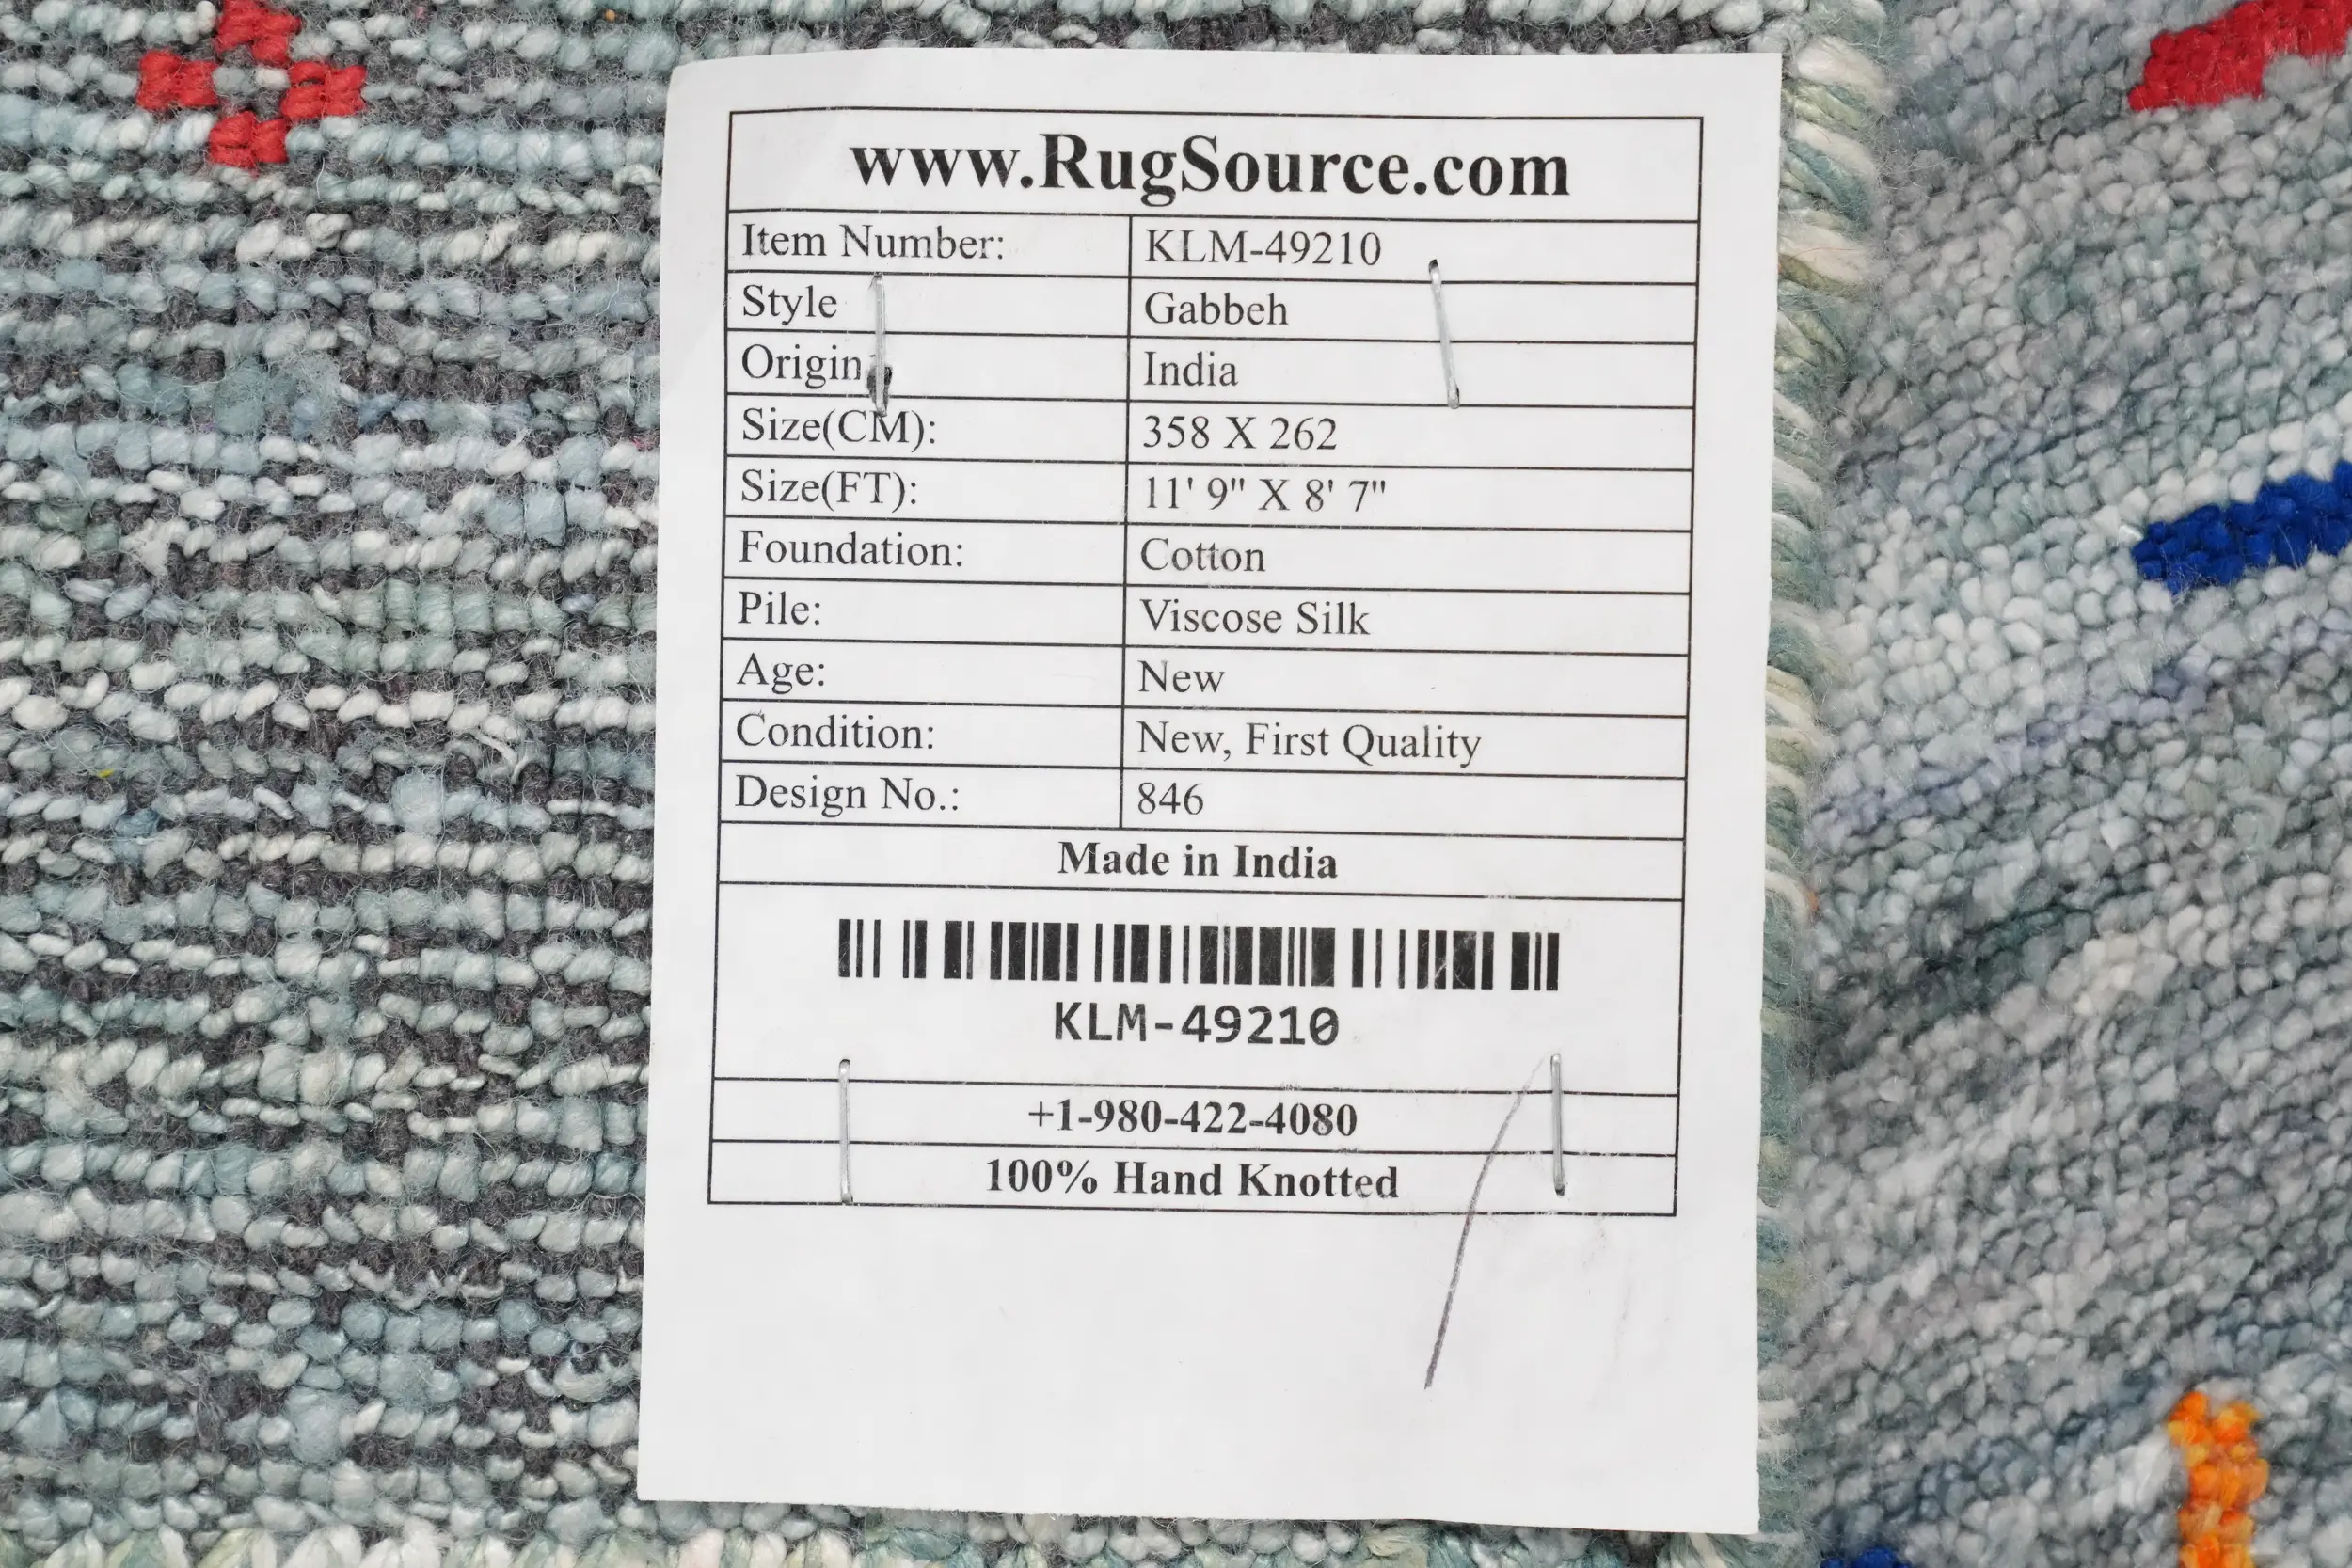 www.RugSource.com
Item Number: KLM-49210
Style Gabbeh
Origin: India
Size(CM): 358 X 262
Size(FT): 11' 9" X 8' 7"
Foundation: Cotton
Pile: Viscose Silk
Age: New
Condition: New, First Quality
Design No.: 846
Made in India
KLM-49210
+1-980-422-4080
100% Hand Knotted